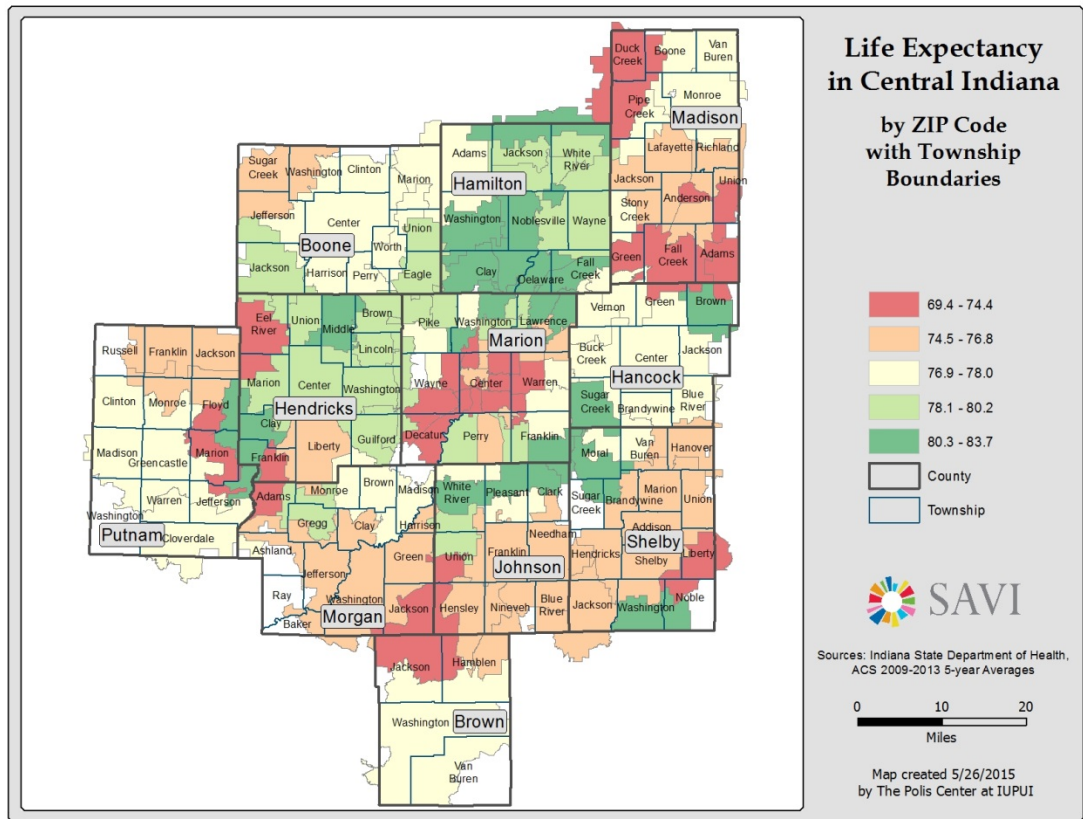 Life Expectancy
in Central Indiana
by ZIP Code
with Township
Boundaries
69.4 - 74.4
74.5 - 76.8
76.9 - 78.0
78.1 - 80.2
80.3 - 83.7
County
Township
SAVI
Sources: Indiana State Department of Health,
ACS 2009-2013 5-year Averages
0 10 20
Miles
Map created 5/26/2015
by The Polis Center at IUPUI
Madison
Duck
Creek
Boone
Van
Buren
Pipe
Creek
Monroe
Lafayette
Richland
Jackson
Anderson
Union
Stony
Creek
Green
Fall
Creek
Adams
Hamilton
Adams
Jackson
White
River
Washington
Noblesville
Wayne
Clay
Delaware
Fall
Creek
Boone
Sugar
Creek
Washington
Clinton
Marion
Jefferson
Center
Union
Worth
Jackson
Harrison
Perry
Eagle
Hendricks
Eel
River
Union
Middle
Brown
Lincoln
Marion
Center
Washington
Clay
Liberty
Guilford
Franklin
Marion
Pike
Washington
Lawrence
Wayne
Center
Warren
Decatur
Perry
Franklin
Hancock
Vernon
Green
Brown
Buck
Creek
Center
Jackson
Sugar
Creek
Brandywine
Blue
River
Putnam
Russell
Franklin
Jackson
Clinton
Monroe
Floyd
Madison
Greencastle
Marion
Washington
Warren
Jefferson
Cloverdale
Morgan
Adams
Monroe
Brown
Madison
Gregg
Clay
Harrison
Ashland
Jefferson
Green
Ray
Washington
Baker
Jackson
Johnson
White
River
Pleasant
Clark
Union
Franklin
Needham
Hensley
Nineveh
Blue
River
Shelby
Moral
Van
Buren
Hanover
Sugar
Creek
Brandywine
Marion
Union
Addison
Hendricks
Shelby
Liberty
Jackson
Washington
Noble
Brown
Jackson
Hamblen
Washington
Van
Buren